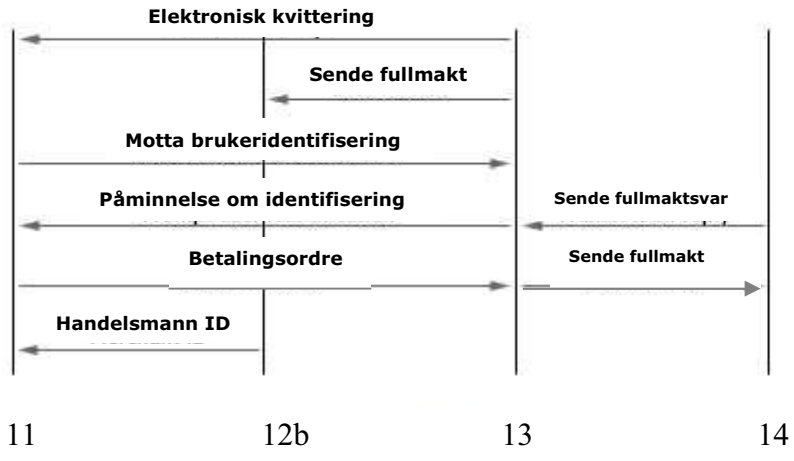 Elektronisk kvittering
Sende fullmakt
Motta brukeridentifisering
Påminnelse om identifisering
Sende fullmaktsvar
Betalingsordre
Sende fullmakt
Handelsmann ID
11
12b
13
14